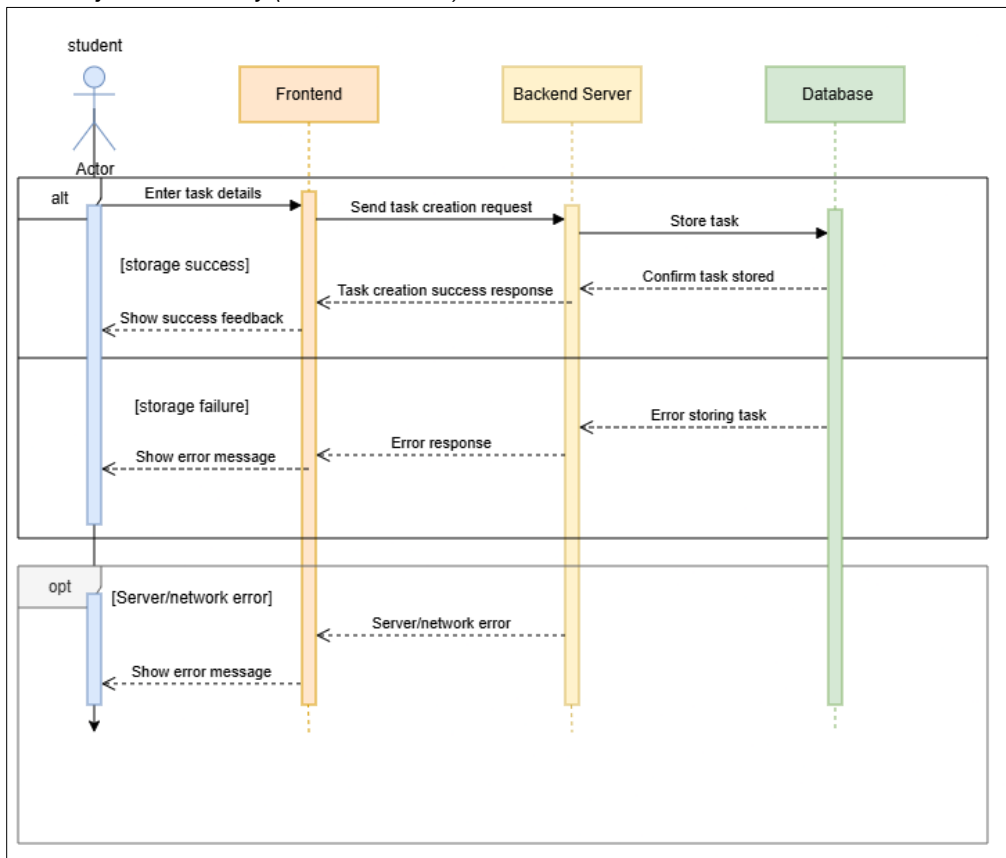 student
Frontend
Backend Server
Database
Actor
alt
Enter task details
Send task creation request
Store task
[storage success]
Confirm task stored
Task creation success response
Show success feedback
[storage failure]
Error storing task
Error response
Show error message
opt
[Server/network error]
Server/network error
Show error message